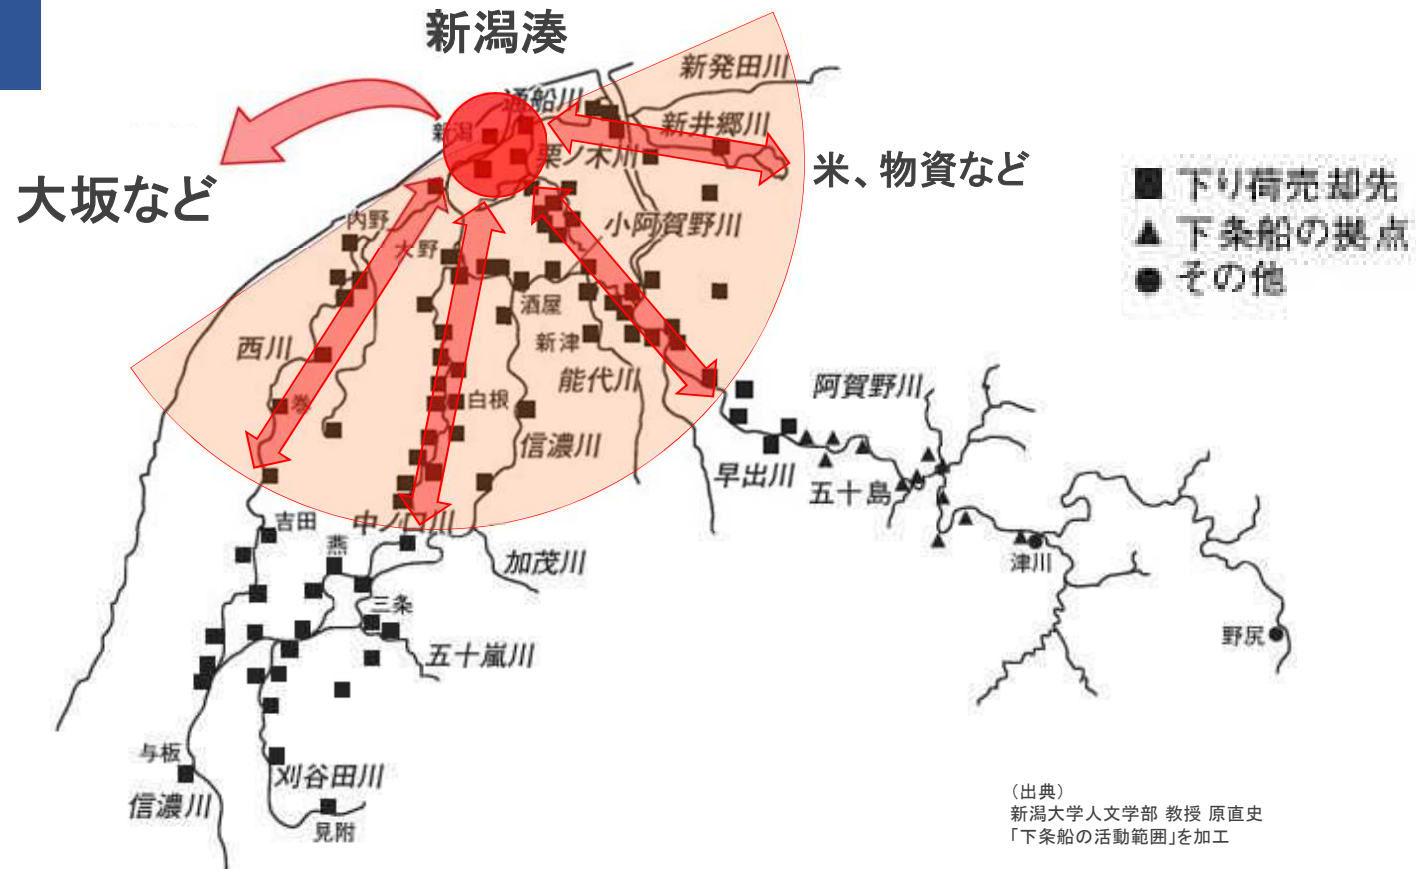 新潟湊
新発田川
通船川
新井郷川
新潟
栗ノ木川
米、物資など
大坂など
下り荷売却先
下条船の拠点
その他
内野
大野
小阿賀野川
酒屋
新津
西川
能代川
阿賀野川
巻
白根
信濃川
早出川
五十島
吉田
中ノ口川
燕
加茂川
津川
三条
野尻
五十嵐川
与板
刈谷田川
信濃川
見附
（出典）
新潟大学人文学部 教授 原直史
「下条船の活動範囲」を加工